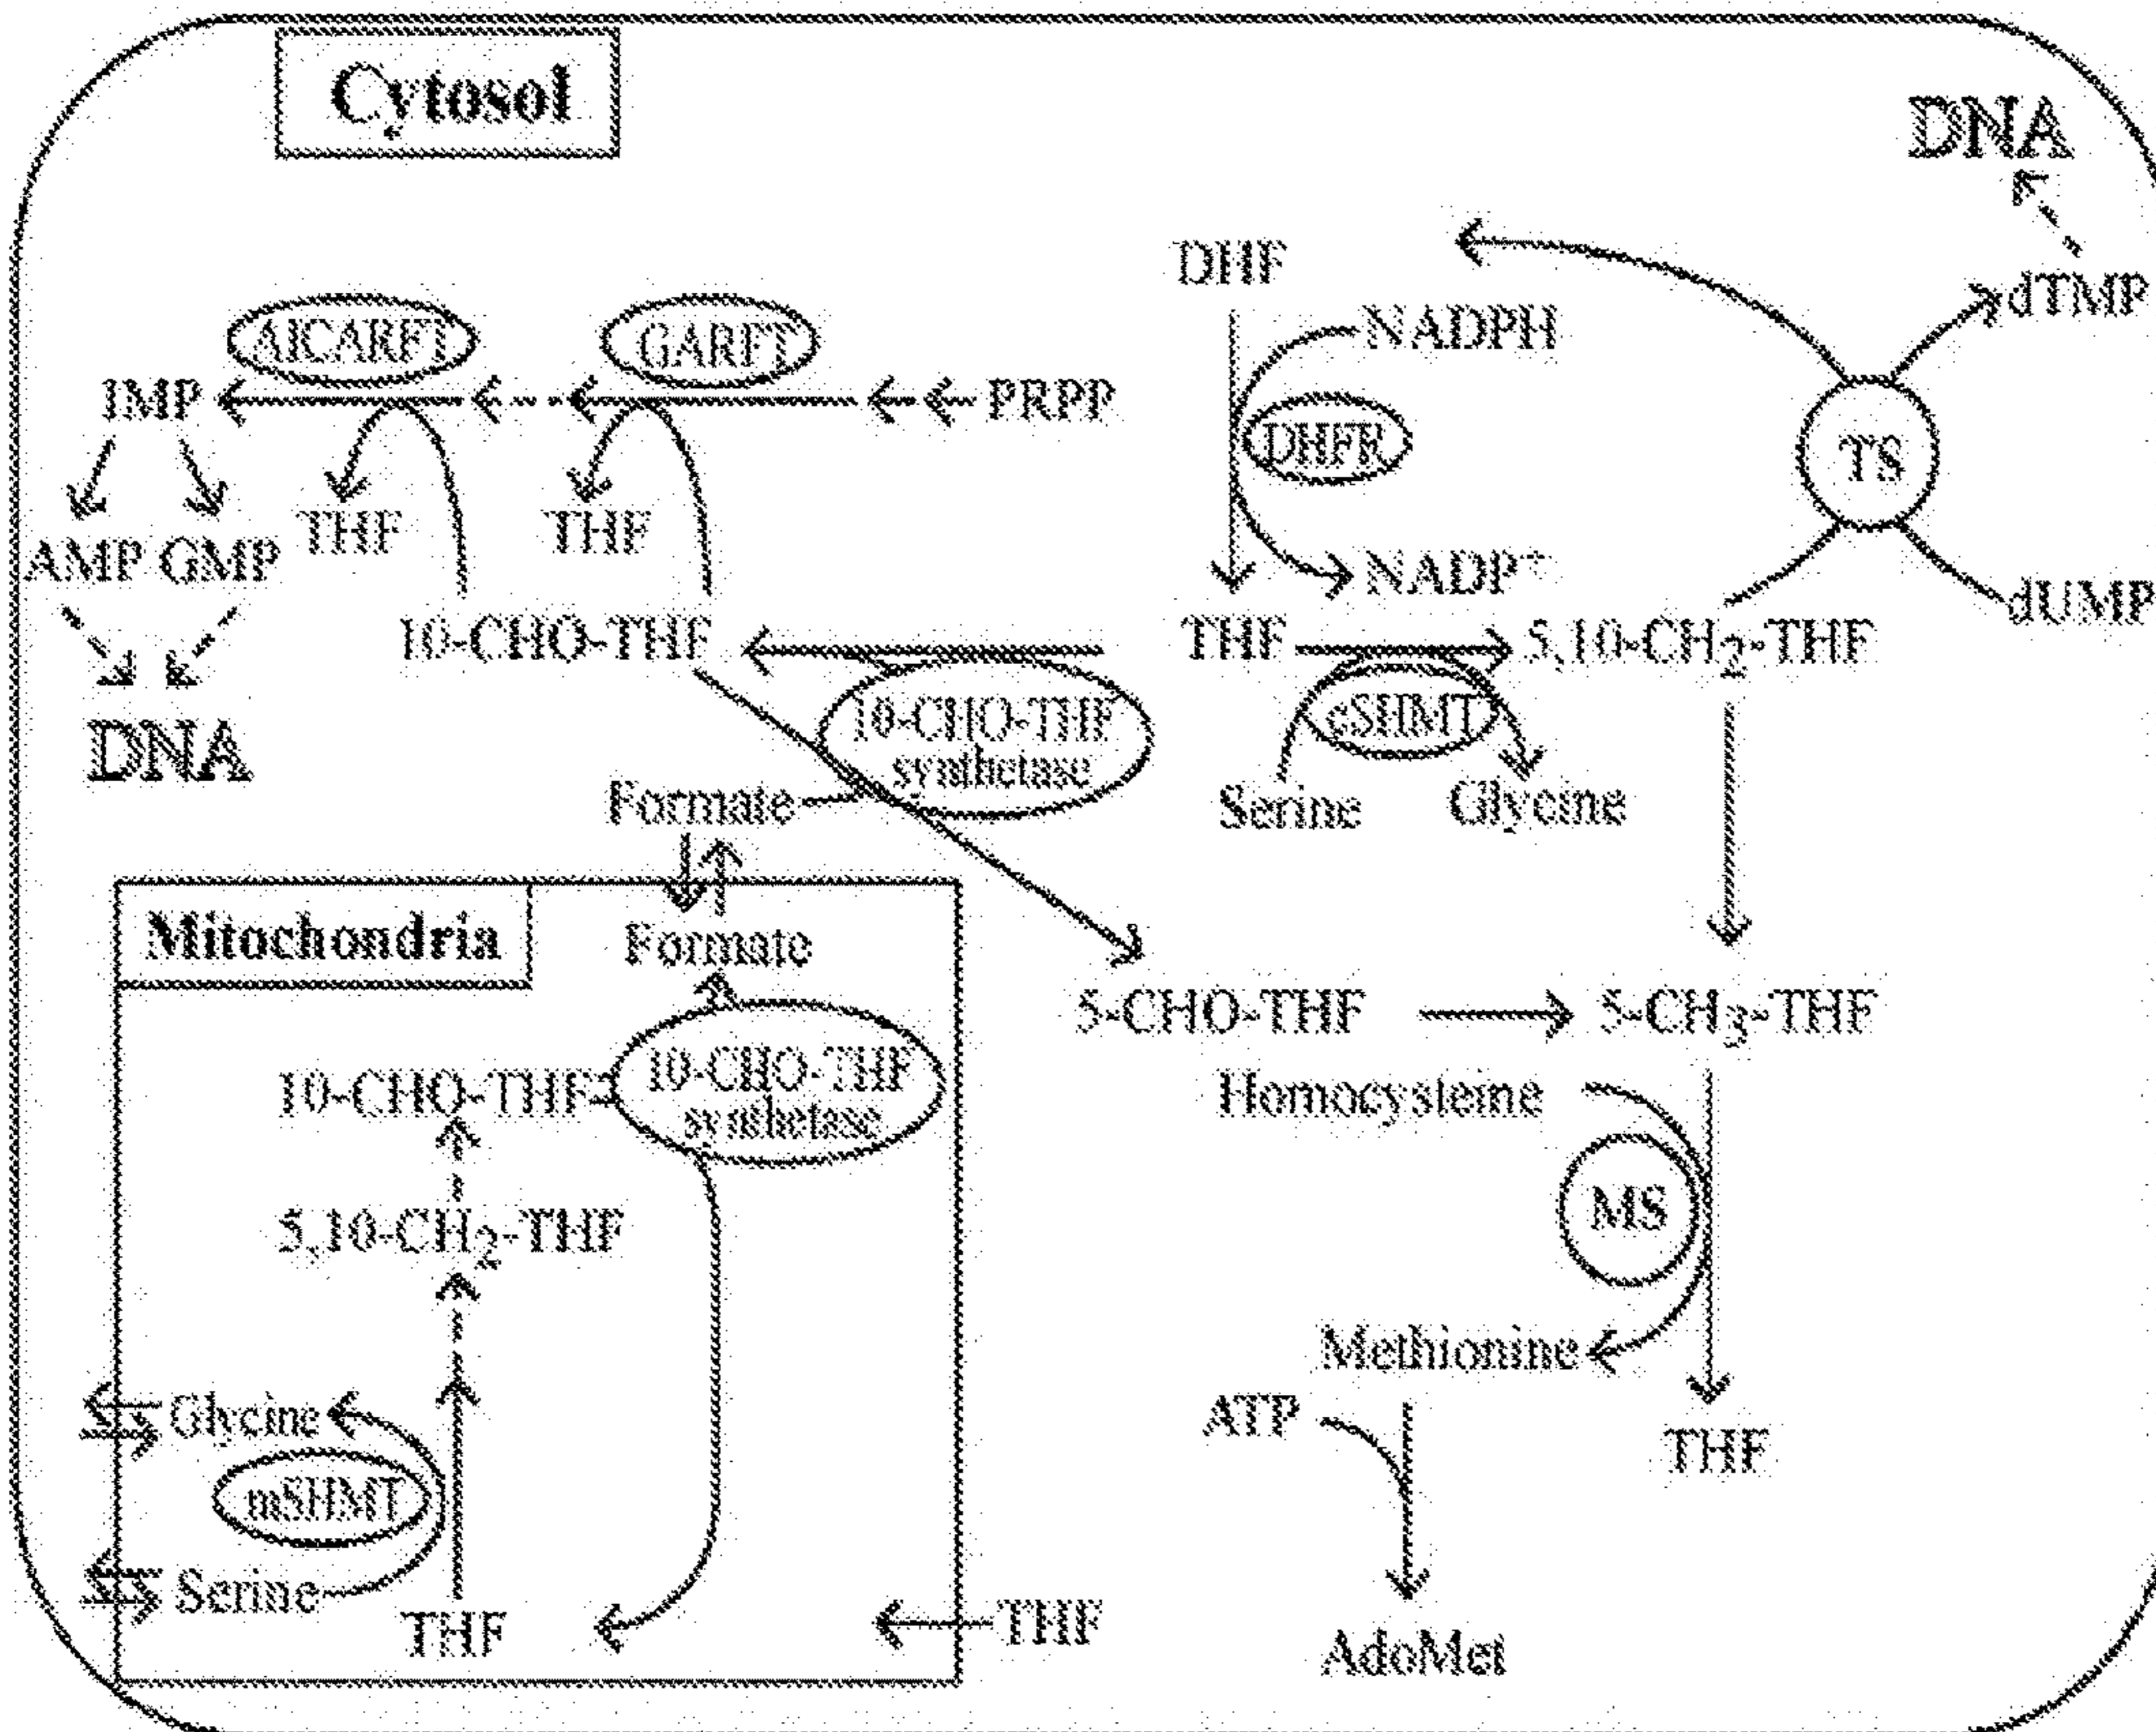 Cytosol
DNA
DHF
dTMP
NADPH
AICARFT
GARFT
IMP
PRPP
DHFR
TS
THF
THF
AMP
GMP
NADP+
10-CHO-THF
THF
5,10-CH2-THF
dUMP
10-CHO-THF
synthetase
cSHMT
DNA
Formate
Serine
Glycine
Mitochondria
Formate
5-CHO-THF
5-CH3-THF
10-CHO-THF
10-CHO-THF
synthetase
Homocysteine
MS
5,10-CH2-THF
Methionine
Glycine
ATP
THF
mSHMT
Serine
THF
THF
AdoMet